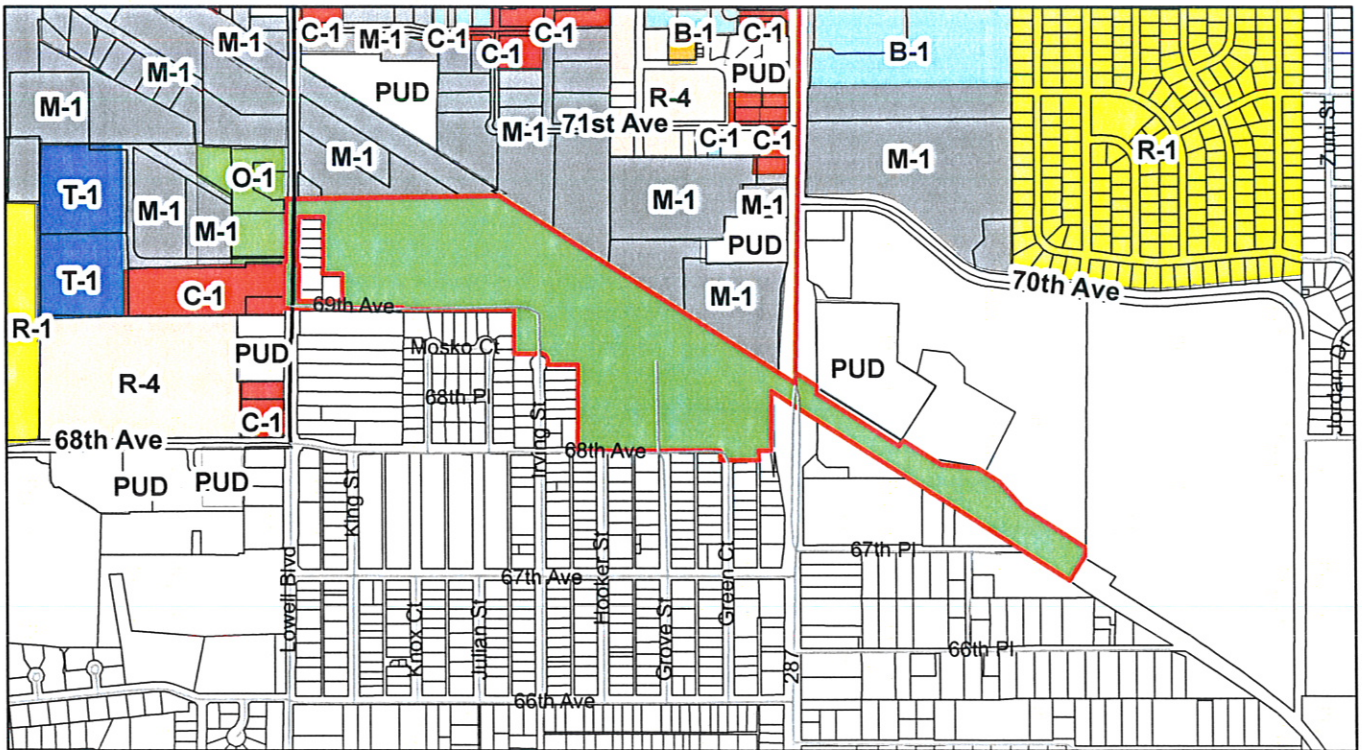 M-1
C-1
M-1
C-1
C-1
C-1
B-1
C-1
B-1
M-1
PUD
PUD
R-4
M-1
M-1
71st Ave
C-1
C-1
M-1
M-1
R-1
Zuni St
O-1
T-1
M-1
M-1
M-1
M-1
PUD
T-1
C-1
M-1
70th Ave
69th Ave
R-1
Mosko Ct
PUD
PUD
R-4
68th Pl
Jordan Dr
C-1
68th Ave
Irving St
68th Ave
PUD
PUD
King St
67th Pl
Lowell Blvd
67th Ave
Hooker St
Green Ct
Knox Ct
Julian St
Grove St
66th Pl
287
66th Ave